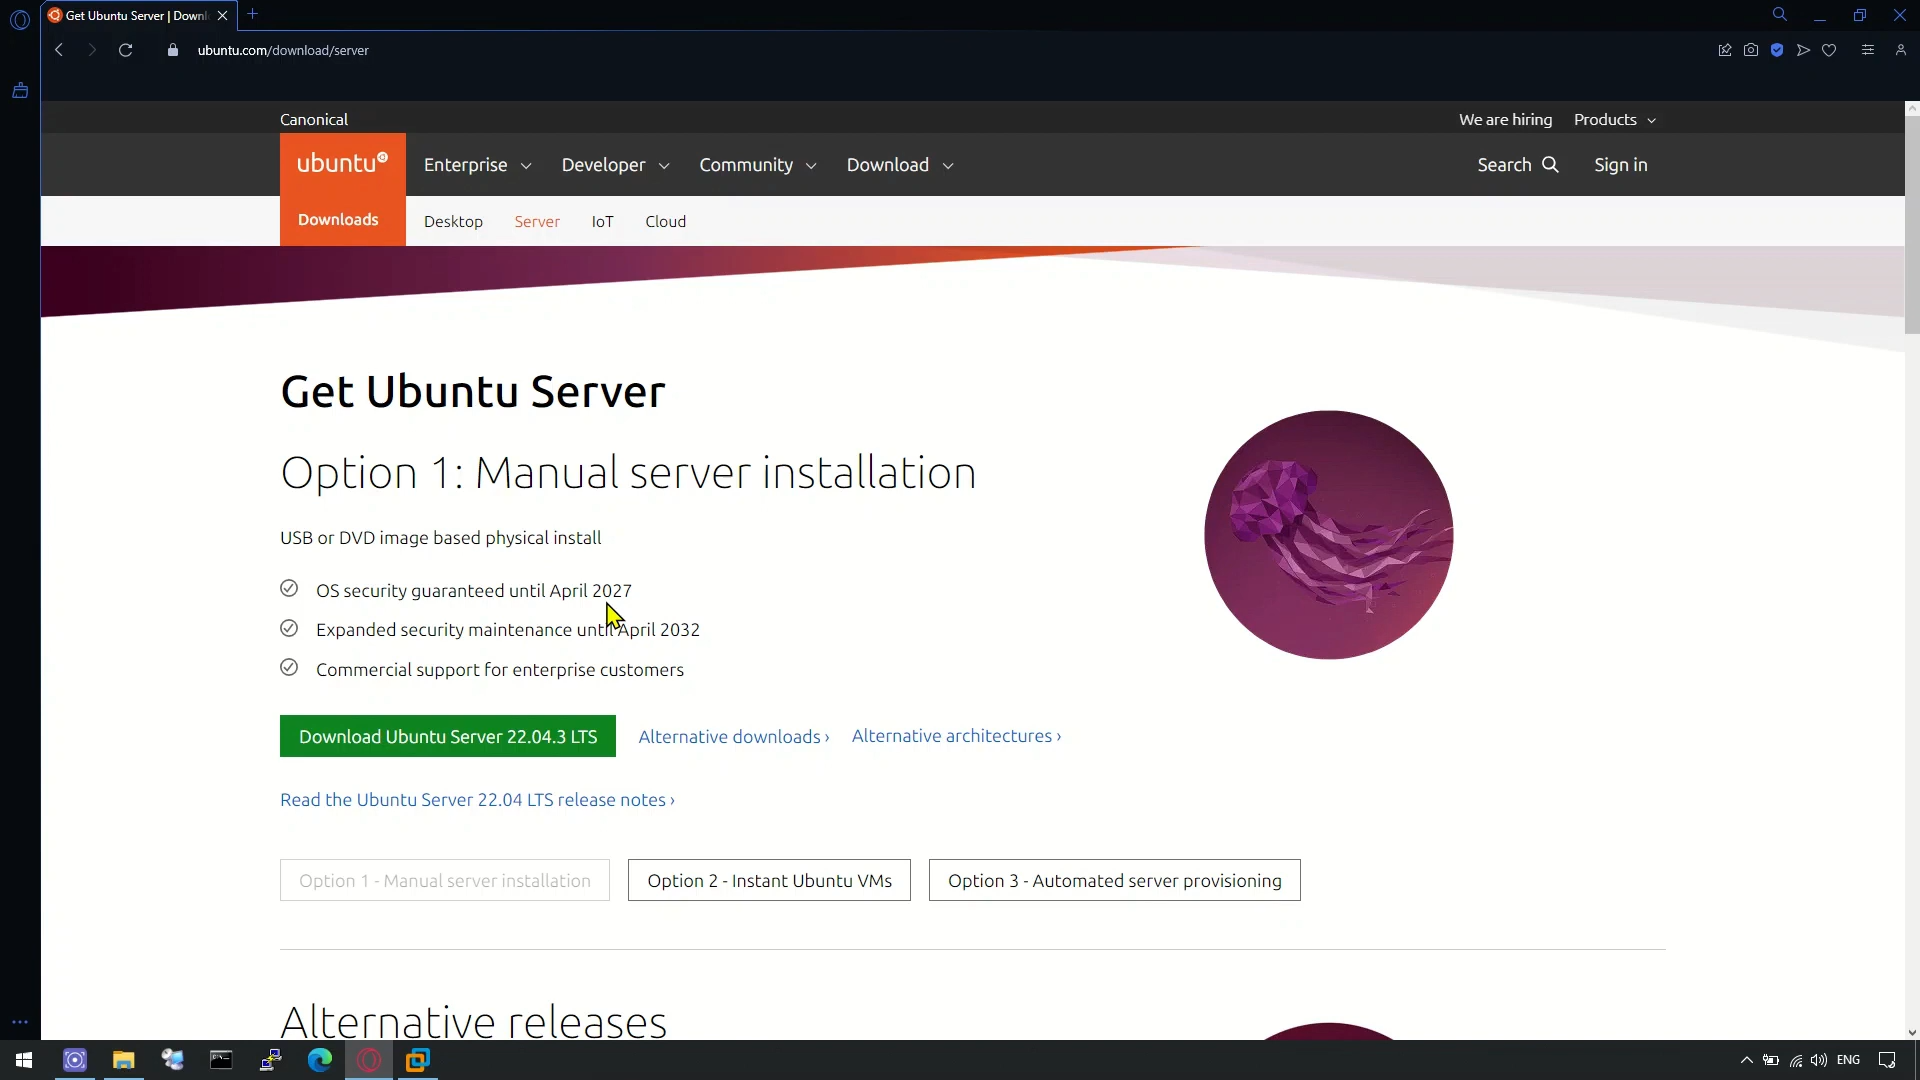 Get Ubuntu Server | Downl
ubuntu.com/download/server
Canonical
We are hiring
Products
ubuntu
Enterprise
Developer
Community
Download
Search
Sign in
Downloads
Desktop
Server
IoT
Cloud
Get Ubuntu Server
Option 1: Manual server installation
USB or DVD image based physical install
OS security guaranteed until April 2027
Expanded security maintenance until April 2032
Commercial support for enterprise customers
Download Ubuntu Server 22.04.3 LTS
Alternative downloads ›
Alternative architectures ›
Read the Ubuntu Server 22.04 LTS release notes ›
Option 1 - Manual server installation
Option 2 - Instant Ubuntu VMs
Option 3 - Automated server provisioning
Alternative releases
ENG